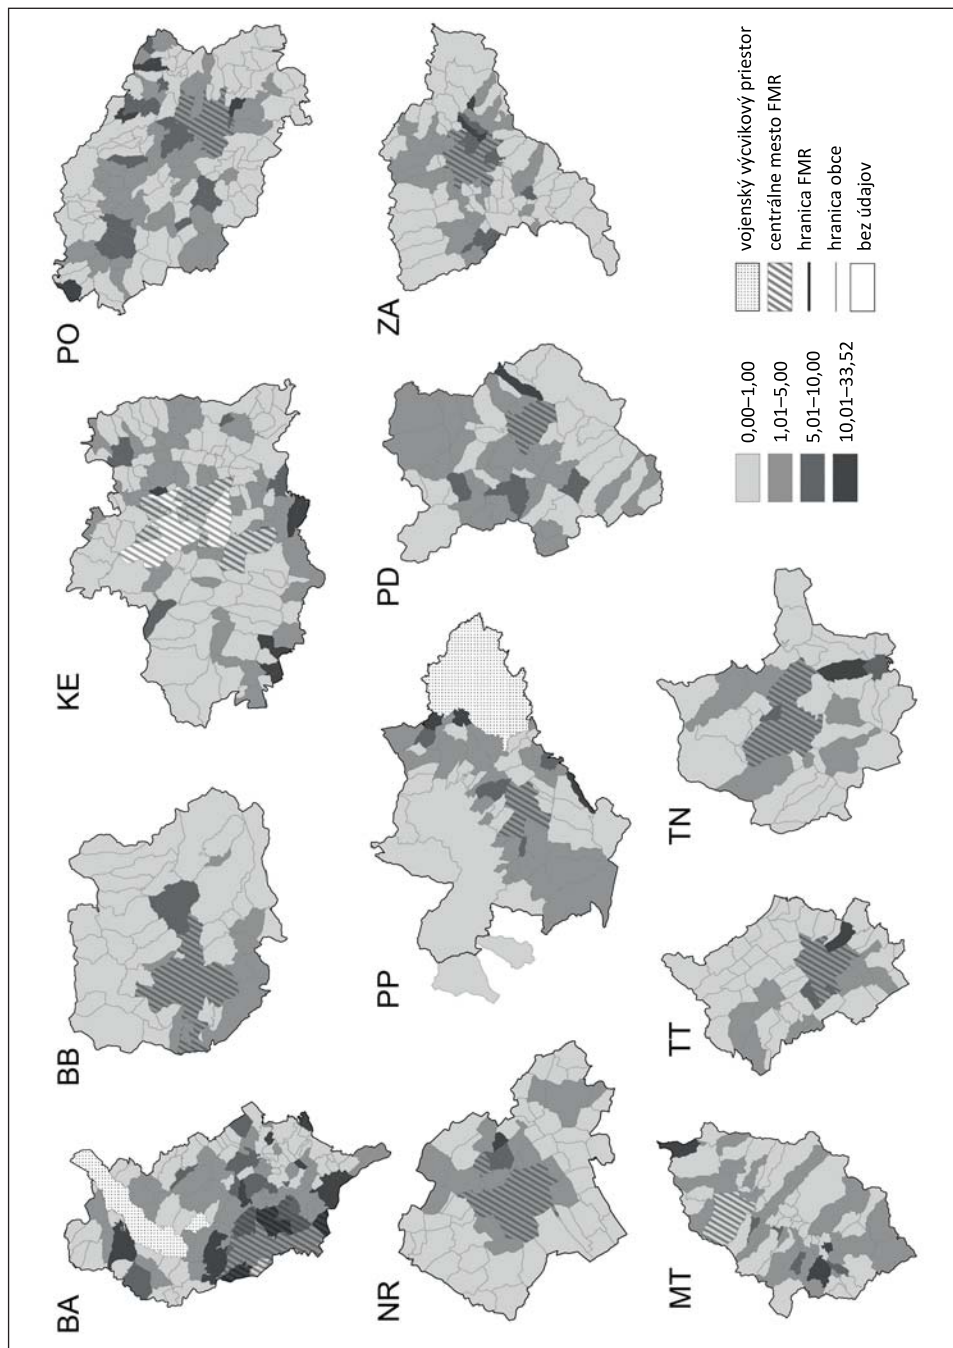 BA
BB
KE
PO
NR
PP
PD
ZA
MT
TT
TN
0,00–1,00
1,01–5,00
5,01–10,00
10,01–33,52
vojenský výcvikový priestor
centrálne mesto FMR
hranica FMR
hranica obce
bez údajov